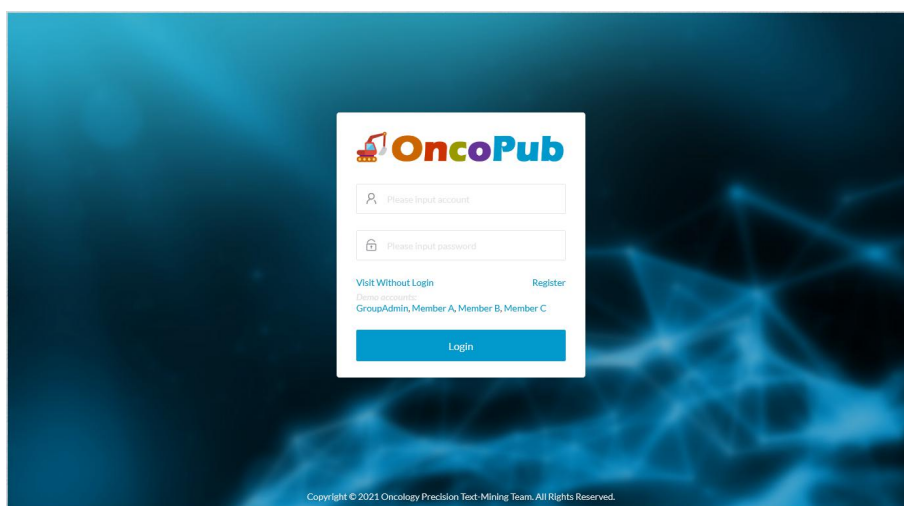 OncoPub
Please input account
Please input password
Visit Without Login Register
Demo accounts:
GroupAdmin, Member A, Member B, Member C
Login
Copyright © 2021 Oncology Precision Text-Mining Team. All Rights Reserved.